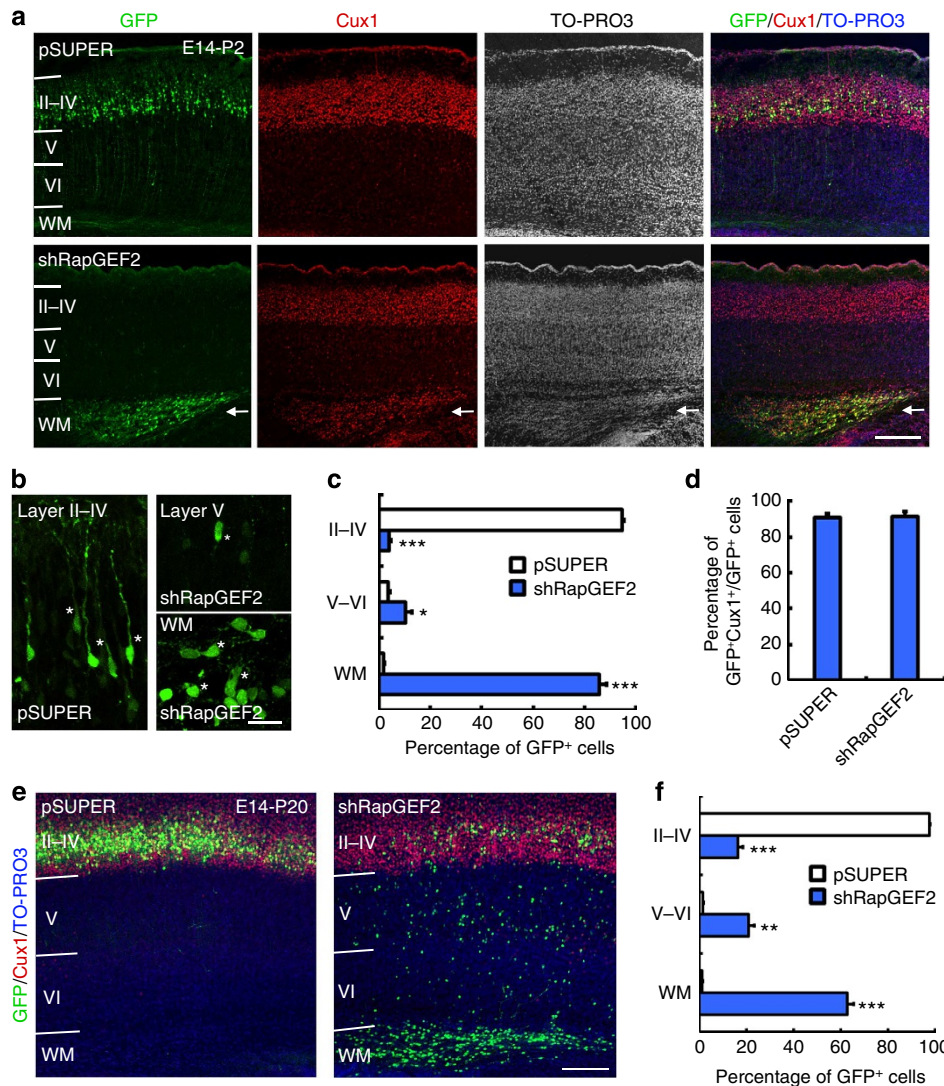 a
GFP
Cux1
TO-PRO3
GFP/Cux1/TO-PRO3
pSUPER
E14-P2
II–IV
V
VI
WM
shRapGEF2
II–IV
V
VI
WM
b
Layer II–IV
* * *
pSUPER
Layer V
*
shRapGEF2
WM
* * * *
shRapGEF2
c
II–IV
***
V–VI
*
WM
***
pSUPER
shRapGEF2
0 20 40 60 80 100
Percentage of GFP⁺ cells
d
Percentage of
GFP⁺Cux1⁺/GFP⁺ cells
100
80
60
40
20
0
pSUPER
shRapGEF2
e
GFP/Cux1/TO-PRO3
pSUPER
E14-P20
II–IV
V
VI
WM
shRapGEF2
II–IV
V
VI
WM
f
II–IV
***
V–VI
**
WM
***
pSUPER
shRapGEF2
0 20 40 60 80 100
Percentage of GFP⁺ cells